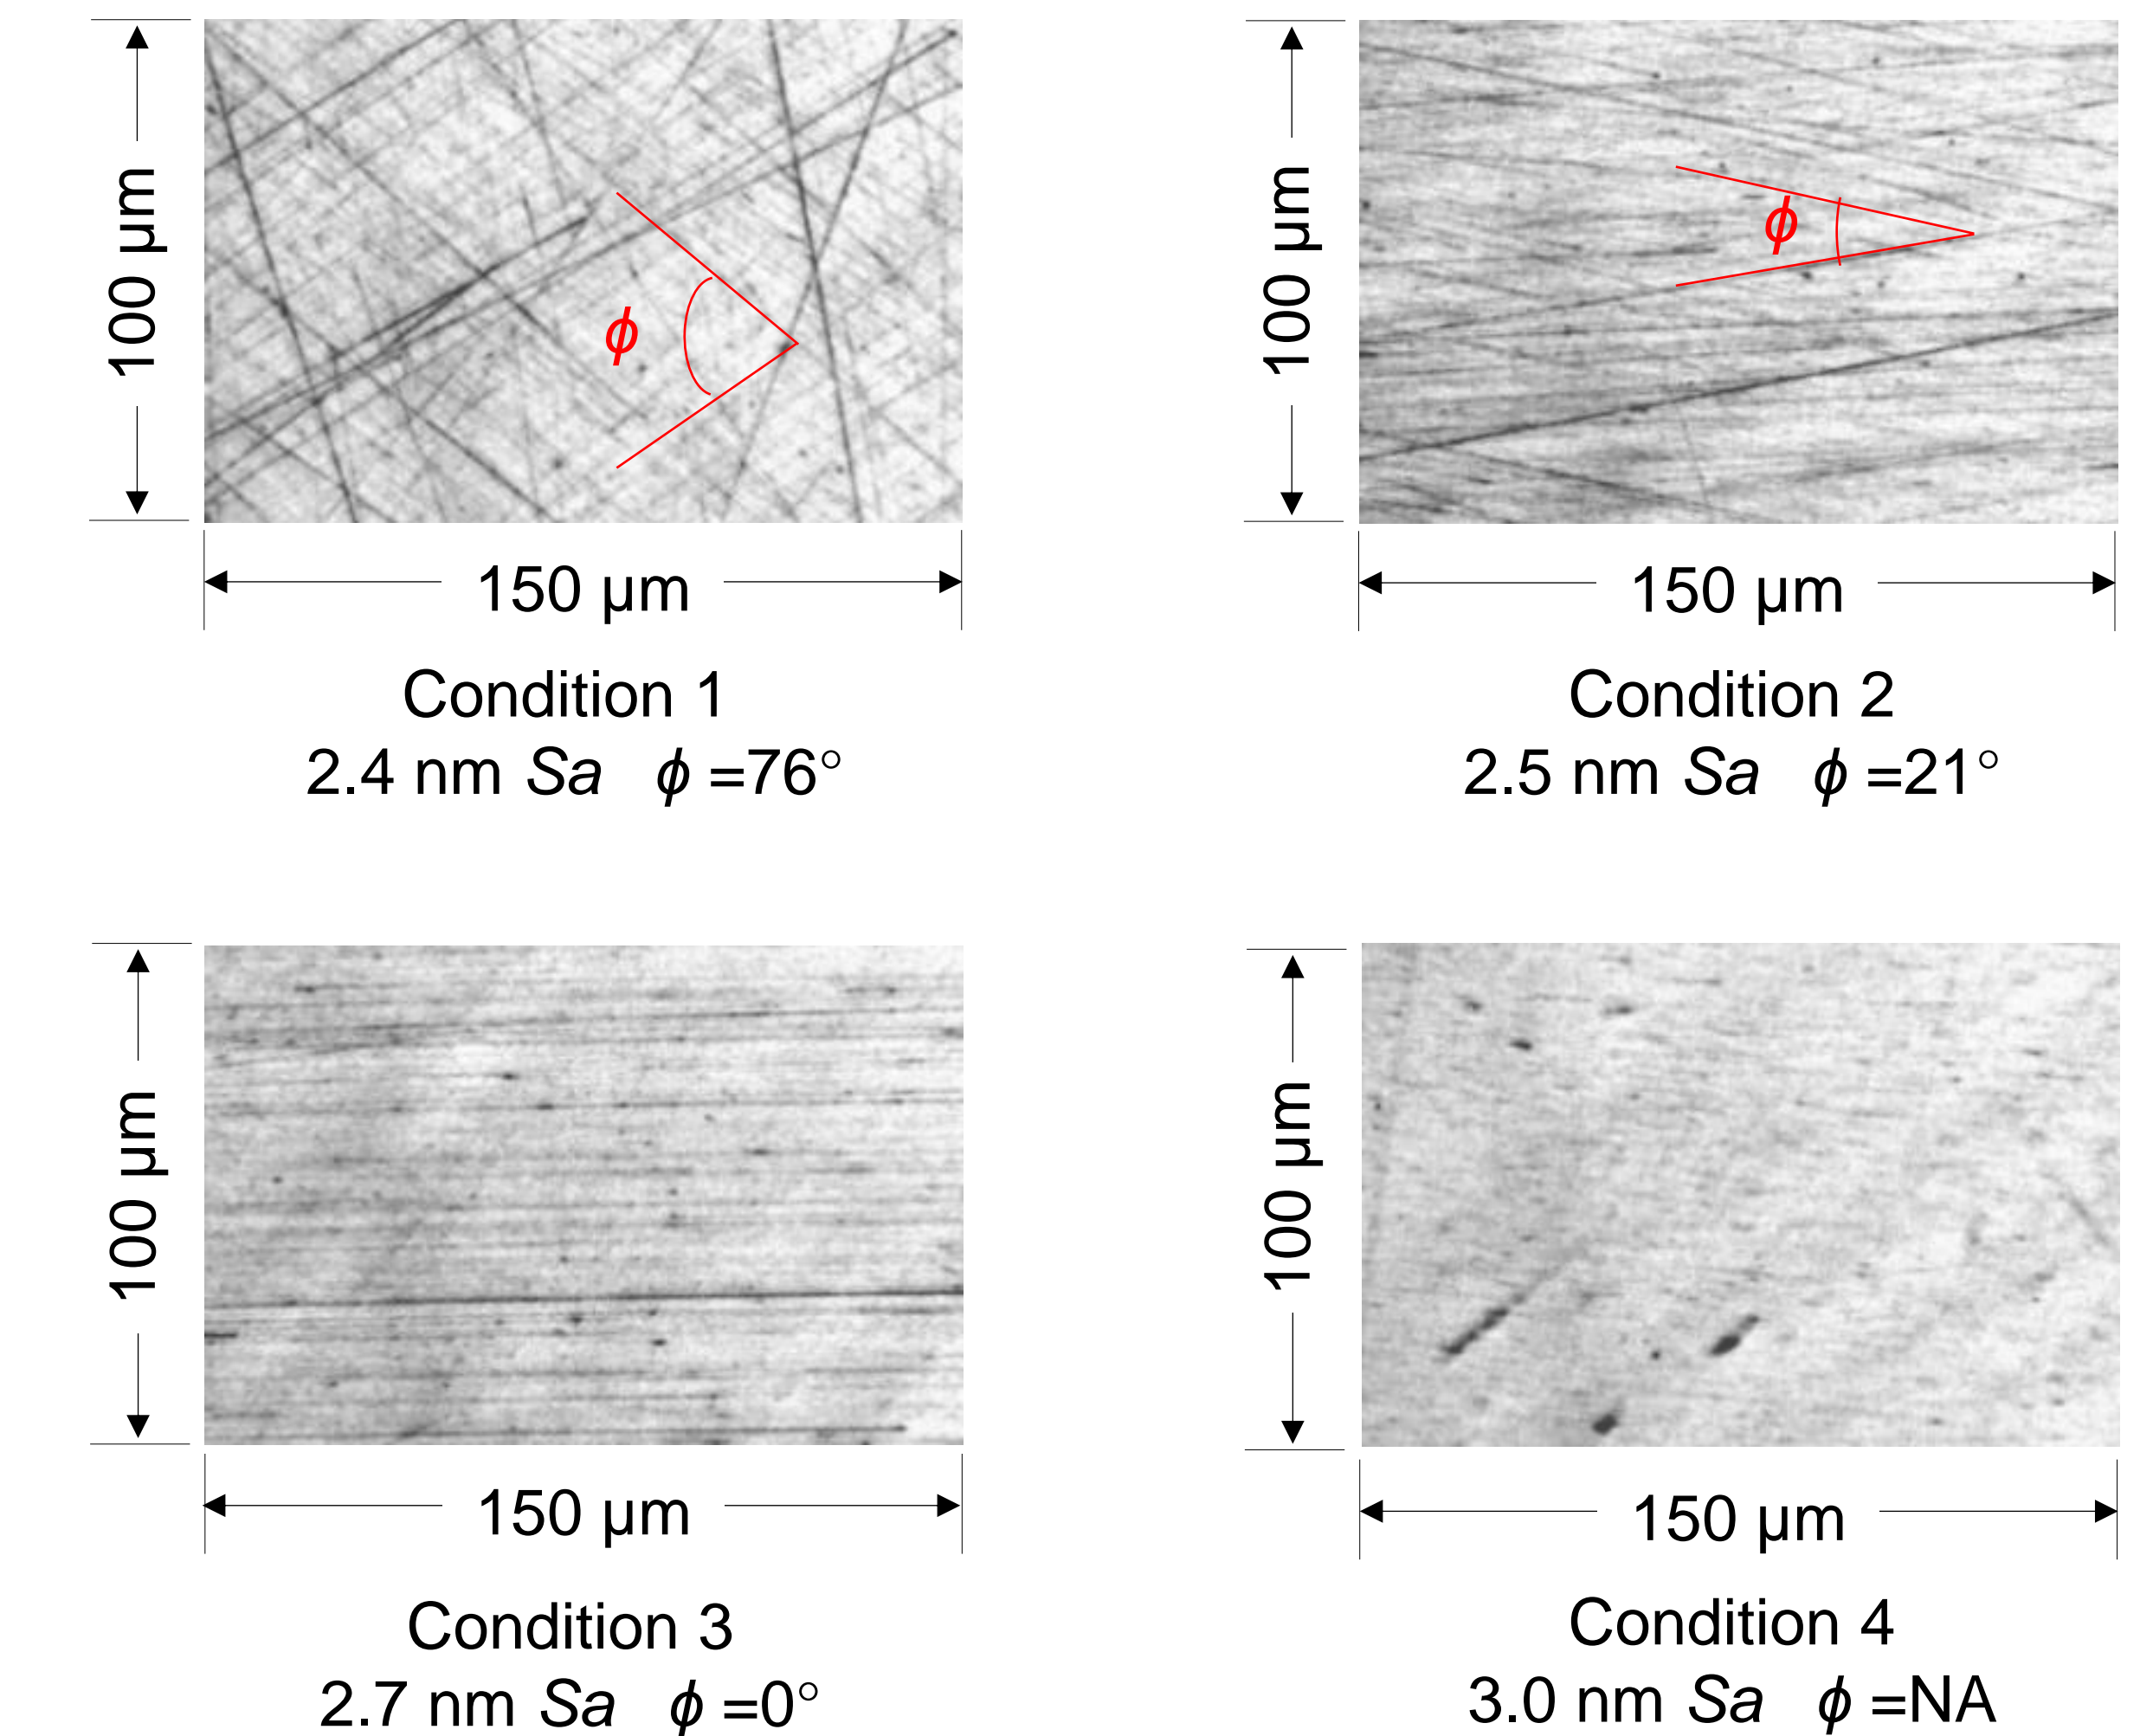 100 µm
ϕ
150 µm
Condition 1
2.4 nm Sa ϕ =76°
100 µm
ϕ
150 µm
Condition 2
2.5 nm Sa ϕ =21°
100 µm
150 µm
Condition 3
2.7 nm Sa ϕ =0°
100 µm
150 µm
Condition 4
3.0 nm Sa ϕ =NA